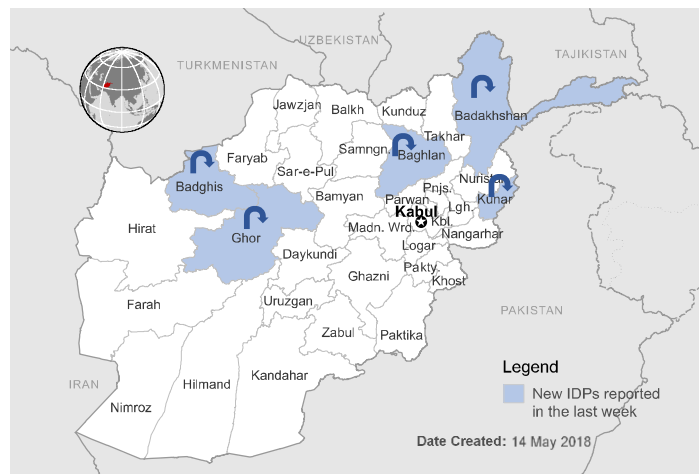 UZBEKISTAN
TAJIKISTAN
TURKMENISTAN
Jawzjan
Balkh
Kunduz
Badakhshan
Takhar
Samngn.
Baghlan
Faryab
Sar-e-Pul
Badghis
Nuristan
Pnjs.
Kunar
Bamyan
Parwan
Kabul
Lgh.
Kbl.
Hirat
Ghor
Madn. Wrd.
Nangarhar
Logar
Daykundi
Ghazni
Pakty.
Khost
Farah
Uruzgan
PAKISTAN
Zabul
Paktika
IRAN
Hilmand
Kandahar
Nimroz
Legend
New IDPs reported
in the last week
Date Created: 14 May 2018